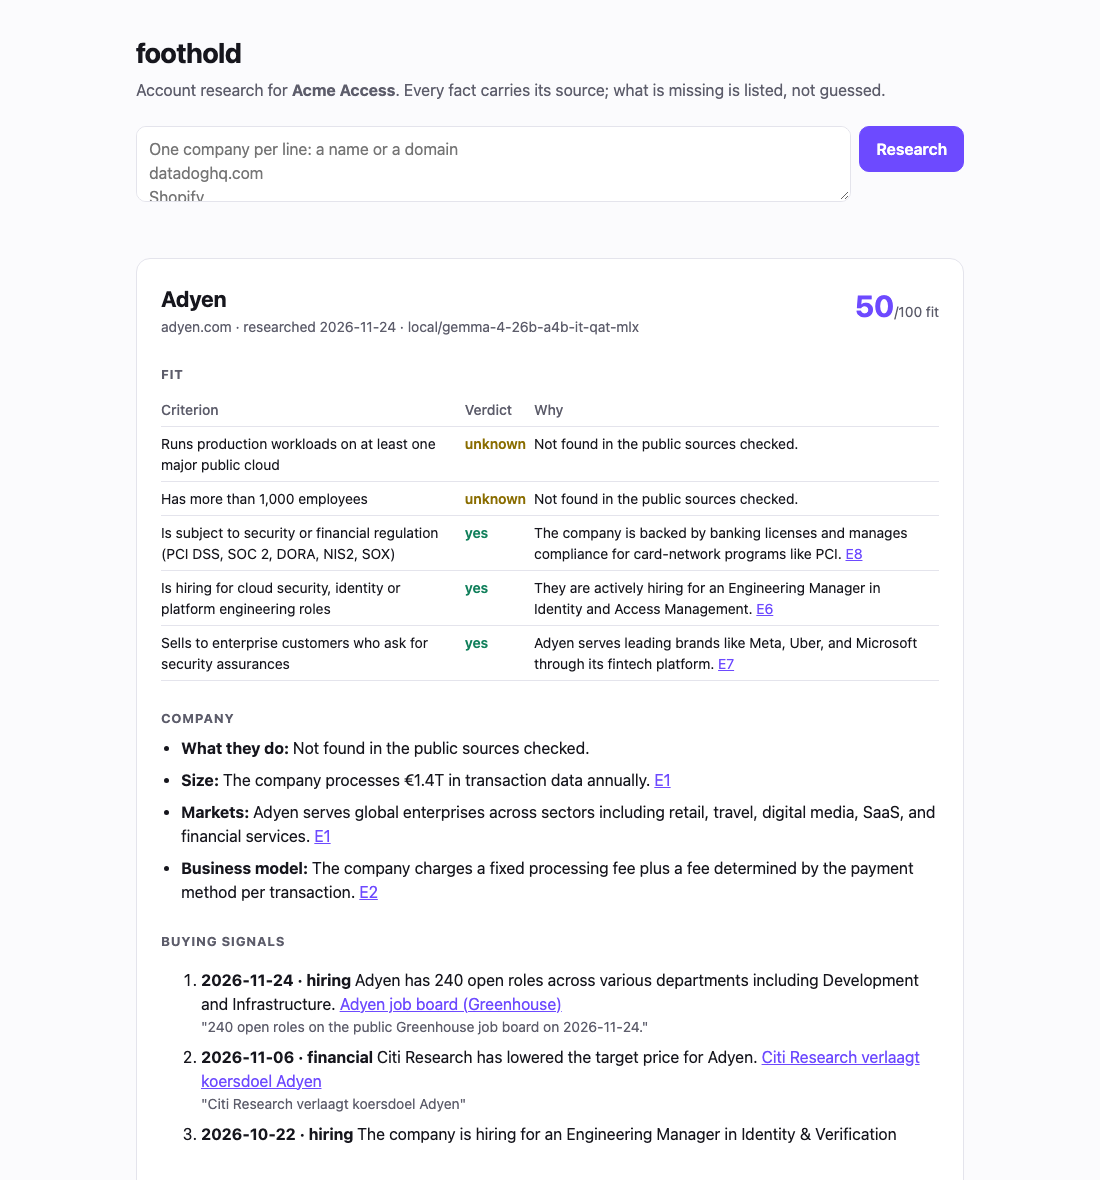 foothold
Account research for Acme Access. Every fact carries its source; what is missing is listed, not guessed.
One company per line: a name or a domain
datadoghq.com
Shopify
Research
Adyen
50/100 fit
adyen.com · researched 2026-11-24 · local/gemma-4-26b-a4b-it-qat-mlx
FIT
Criterion Verdict Why
Runs production workloads on at least one
major public cloud
unknown
Not found in the public sources checked.
Has more than 1,000 employees
unknown
Not found in the public sources checked.
Is subject to security or financial regulation
(PCI DSS, SOC 2, DORA, NIS2, SOX)
yes
The company is backed by banking licenses and manages
compliance for card-network programs like PCI. E8
Is hiring for cloud security, identity or
platform engineering roles
yes
They are actively hiring for an Engineering Manager in
Identity and Access Management. E6
Sells to enterprise customers who ask for
security assurances
yes
Adyen serves leading brands like Meta, Uber, and Microsoft
through its fintech platform. E7
COMPANY
• What they do: Not found in the public sources checked.
• Size: The company processes €1.4T in transaction data annually. E1
• Markets: Adyen serves global enterprises across sectors including retail, travel, digital media, SaaS, and
financial services. E1
• Business model: The company charges a fixed processing fee plus a fee determined by the payment
method per transaction. E2
BUYING SIGNALS
1. 2026-11-24 · hiring Adyen has 240 open roles across various departments including Development
and Infrastructure. Adyen job board (Greenhouse)
"240 open roles on the public Greenhouse job board on 2026-11-24."
2. 2026-11-06 · financial Citi Research has lowered the target price for Adyen. Citi Research verlaagt
koersdoel Adyen
"Citi Research verlaagt koersdoel Adyen"
3. 2026-10-22 · hiring The company is hiring for an Engineering Manager in Identity & Verification